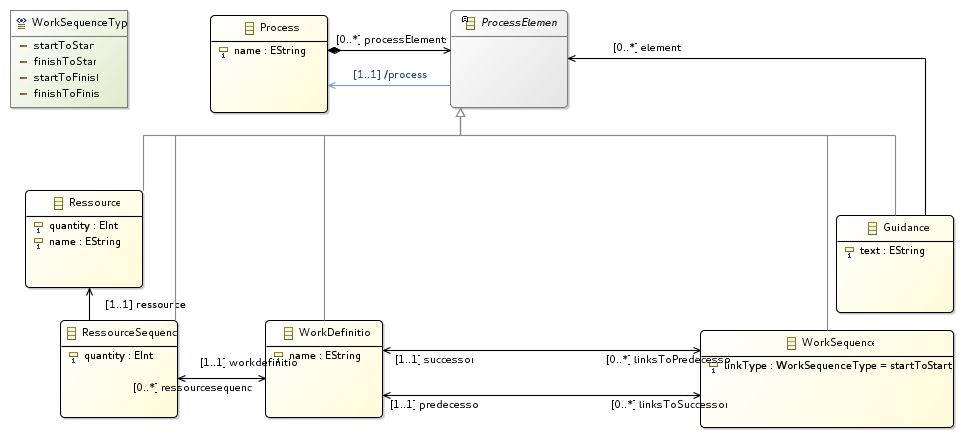 WorkSequenceTyp
startToStar
finishToStar
startToFinisl
finishToFinis
Process
name : EString
ProcessElemen
[0..*] processElements
[1..1] /process
[0..*] element
Ressource
quantity : EInt
name : EString
Guidance
text : EString
[1..1] ressource
RessourceSequenc
quantity : EInt
WorkDefinitio
name : EString
[1..1] workdefinitio
[0..*] ressourcesequenc
[1..1] successor
[0..*] linksToPredecesso
[1..1] predecesso
[0..*] linksToSuccessor
WorkSequence
linkType : WorkSequenceType = startToStart